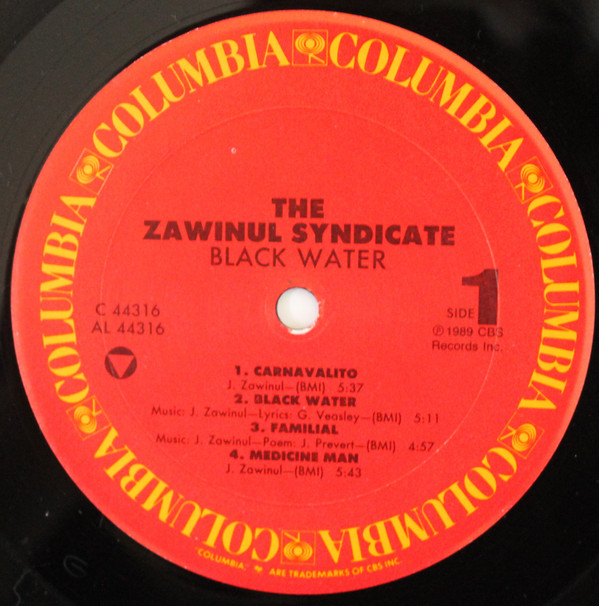 COLUMBIA COLUMBIA COLUMBIA COLUMBIA COLUMBIA COLUMBIA COLUMBIA COLUMBIA
THE
ZAWINUL SYNDICATE
BLACK WATER
C 44316
AL 44316
SIDE 1
℗ 1989 CBS
Records Inc.
1. CARNAVALITO
J. Zawinul—(BMI) 5:37
2. BLACK WATER
Music: J. Zawinul—Lyrics: G. Veasley—(BMI) 5:11
3. FAMILIAL
Music: J. Zawinul—Poem: J. Prevert—(BMI) 4:57
4. MEDICINE MAN
J. Zawinul—(BMI) 5:43
"COLUMBIA," ARE TRADEMARKS OF CBS INC.